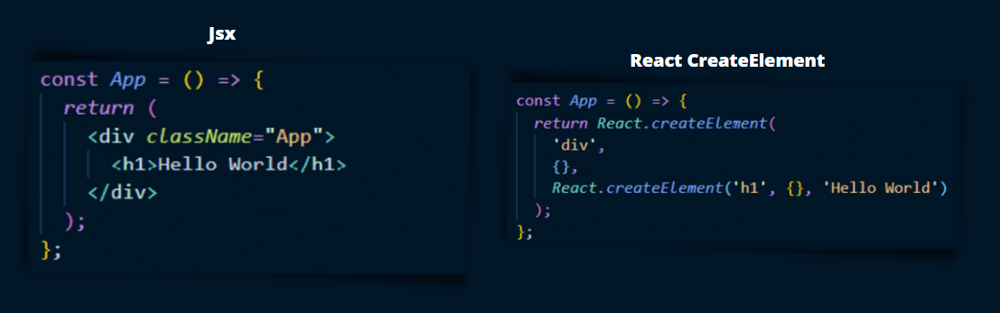 Jsx
const App = () => {
  return (
    <div className="App">
      <h1>Hello World</h1>
    </div>
  );
};
React CreateElement
const App = () => {
  return React.createElement(
    'div',
    {},
    React.createElement('h1', {}, 'Hello World')
  );
};